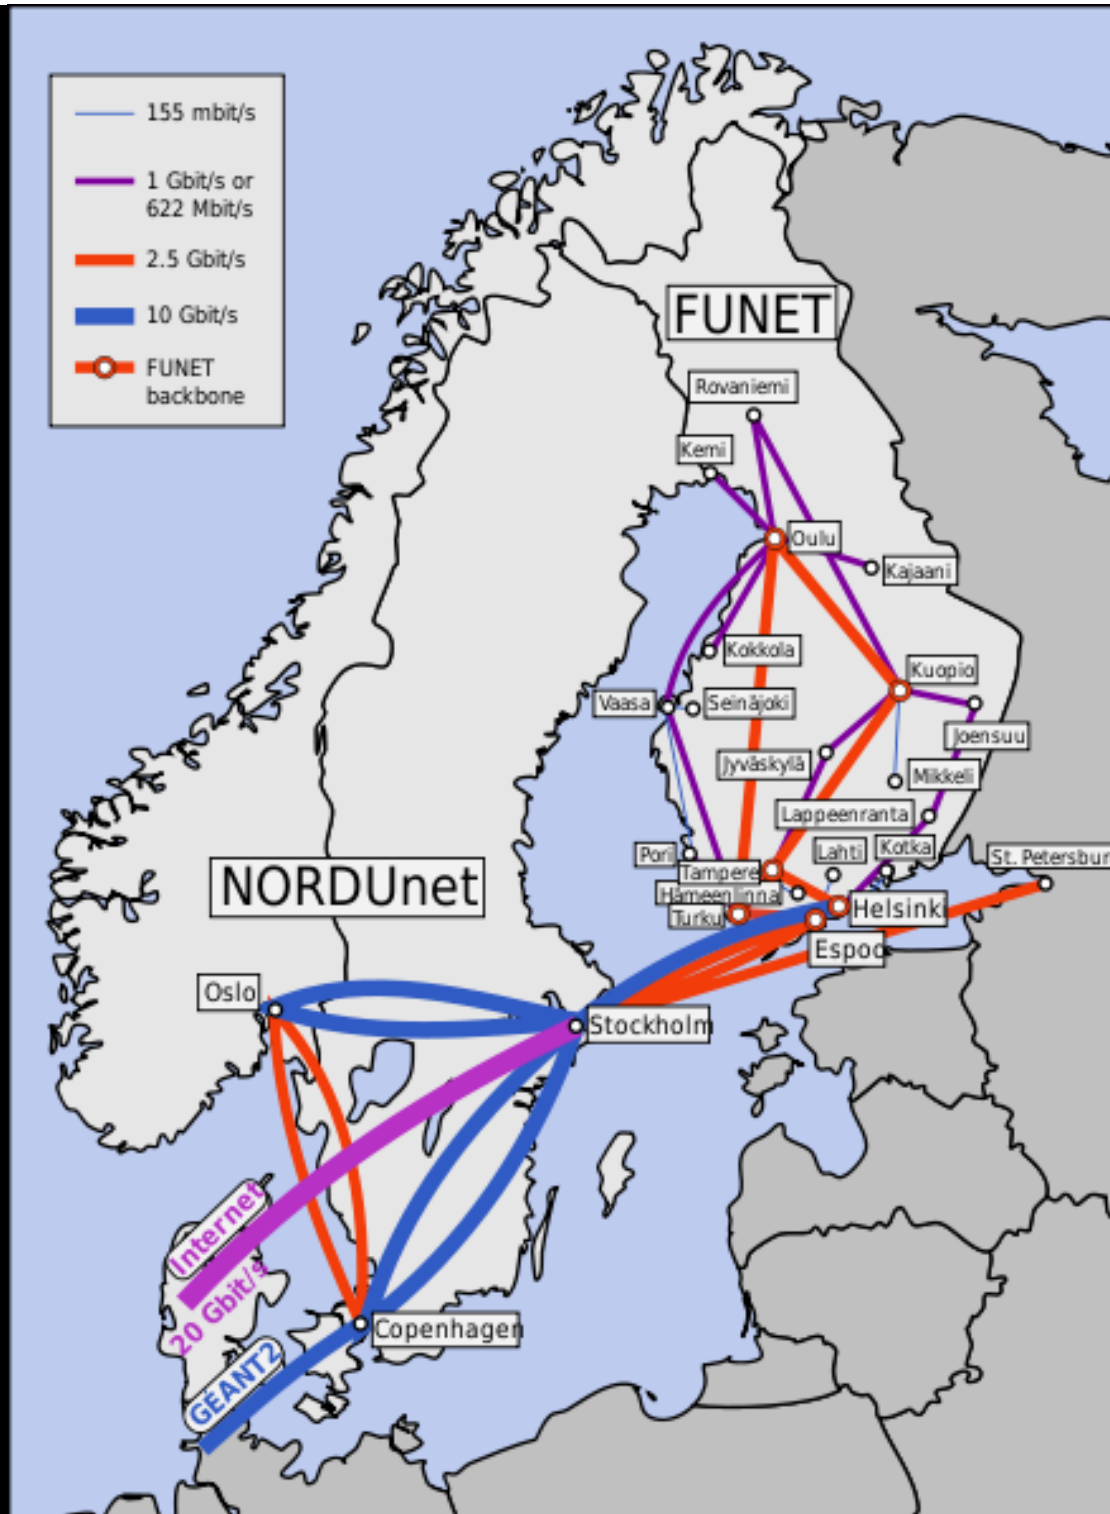 155 mbit/s
1 Gbit/s or
622 Mbit/s
2.5 Gbit/s
10 Gbit/s
FUNET
backbone
FUNET
Rovaniemi
Kemi
Oulu
Kajaani
Kokkola
Kuopio
Vaasa
Seinäjoki
Joensuu
Jyväskylä
Mikkeli
Lappeenranta
Pori
Lahti
Kotka
St. Petersbur
Tampere
Hämeenlinna
NORDUnet
Turku
Helsinki
Espoo
Oslo
Stockholm
Internet
20 Gbit/s
Copenhagen
GÉANT2